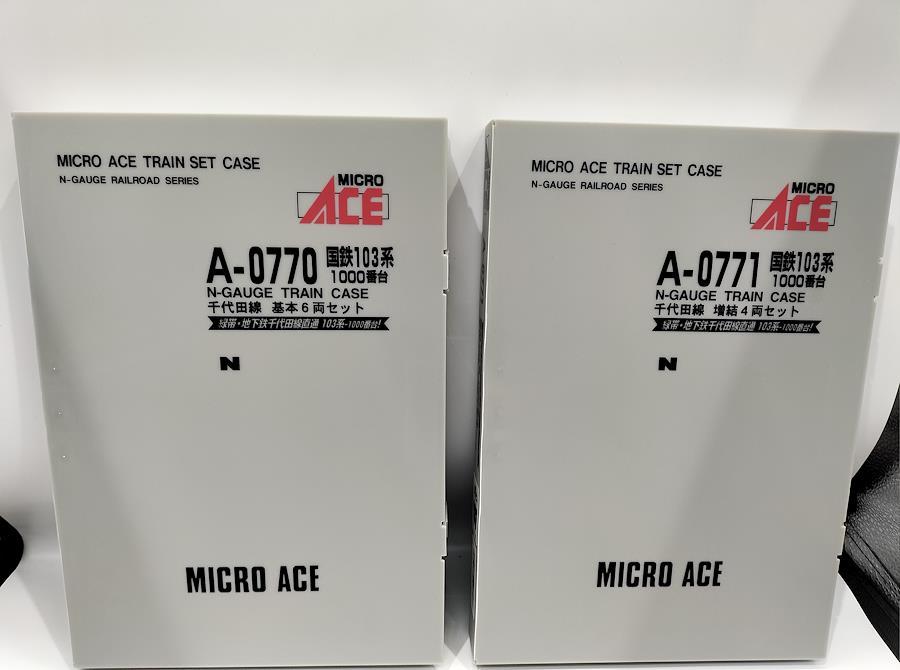 MICRO ACE TRAIN SET CASE
N-GAUGE RAILROAD SERIES
MICRO
ACE
A-0770 国鉄103系
1000番台
N-GAUGE TRAIN CASE
千代田線 基本6両セット
緑帯・地下鉄千代田線直通 103系-1000番台!
N
MICRO ACE
MICRO ACE TRAIN SET CASE
N-GAUGE RAILROAD SERIES
MICRO
ACE
A-0771 国鉄103系
1000番台
N-GAUGE TRAIN CASE
千代田線 増結4両セット
緑帯・地下鉄千代田線直通 103系-1000番台!
N
MICRO ACE